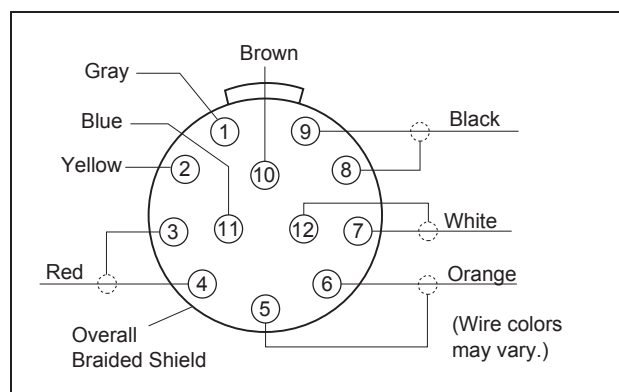 Brown
Gray
Blue
Black
Yellow
White
Red
Orange
Overall
Braided Shield
(Wire colors
may vary.)
1
9
2
10
8
3
11
12
7
4
6
5